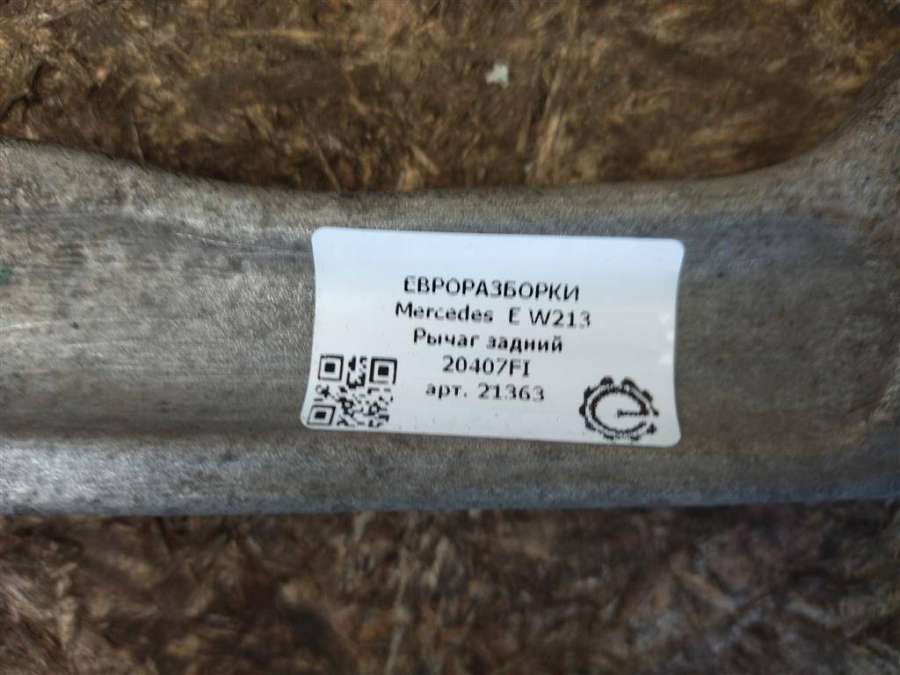 ЕВРОРАЗБОРКИ
Mercedes E W213
Рычаг задний
20407FI
арт. 21363